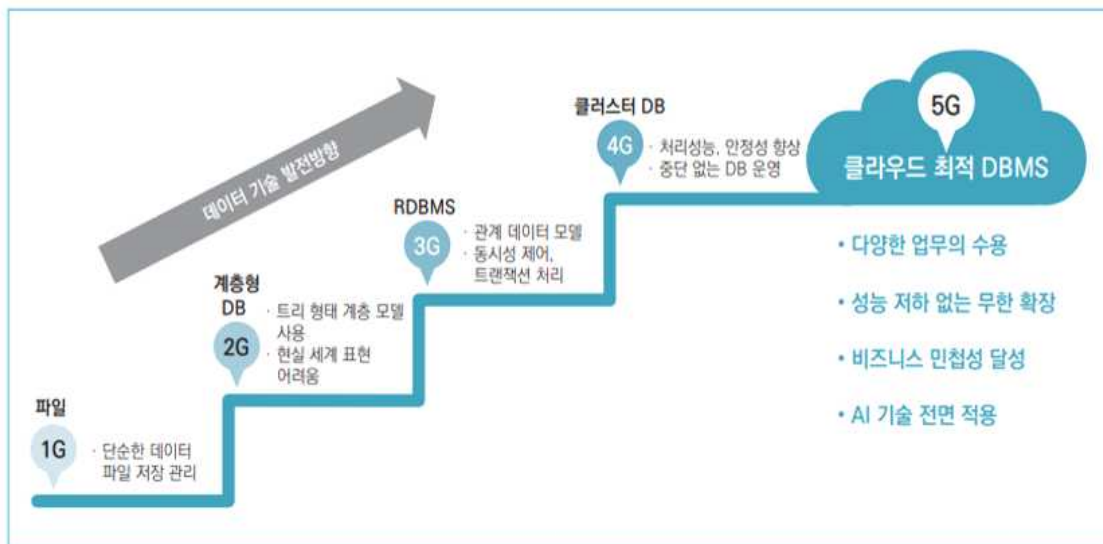 데이터 기술 발전방향
파일
1G
· 단순한 데이터
파일 저장 관리
계층형
DB
2G
· 트리 형태 계층 모델
사용
· 현실 세계 표현
어려움
RDBMS
3G
· 관계 데이터 모델
· 동시성 제어,
트랜잭션 처리
클러스터 DB
4G
· 처리성능, 안정성 향상
· 중단 없는 DB 운영
5G
클라우드 최적 DBMS
• 다양한 업무의 수용
• 성능 저하 없는 무한 확장
• 비즈니스 민첩성 달성
• AI 기술 전면 적용